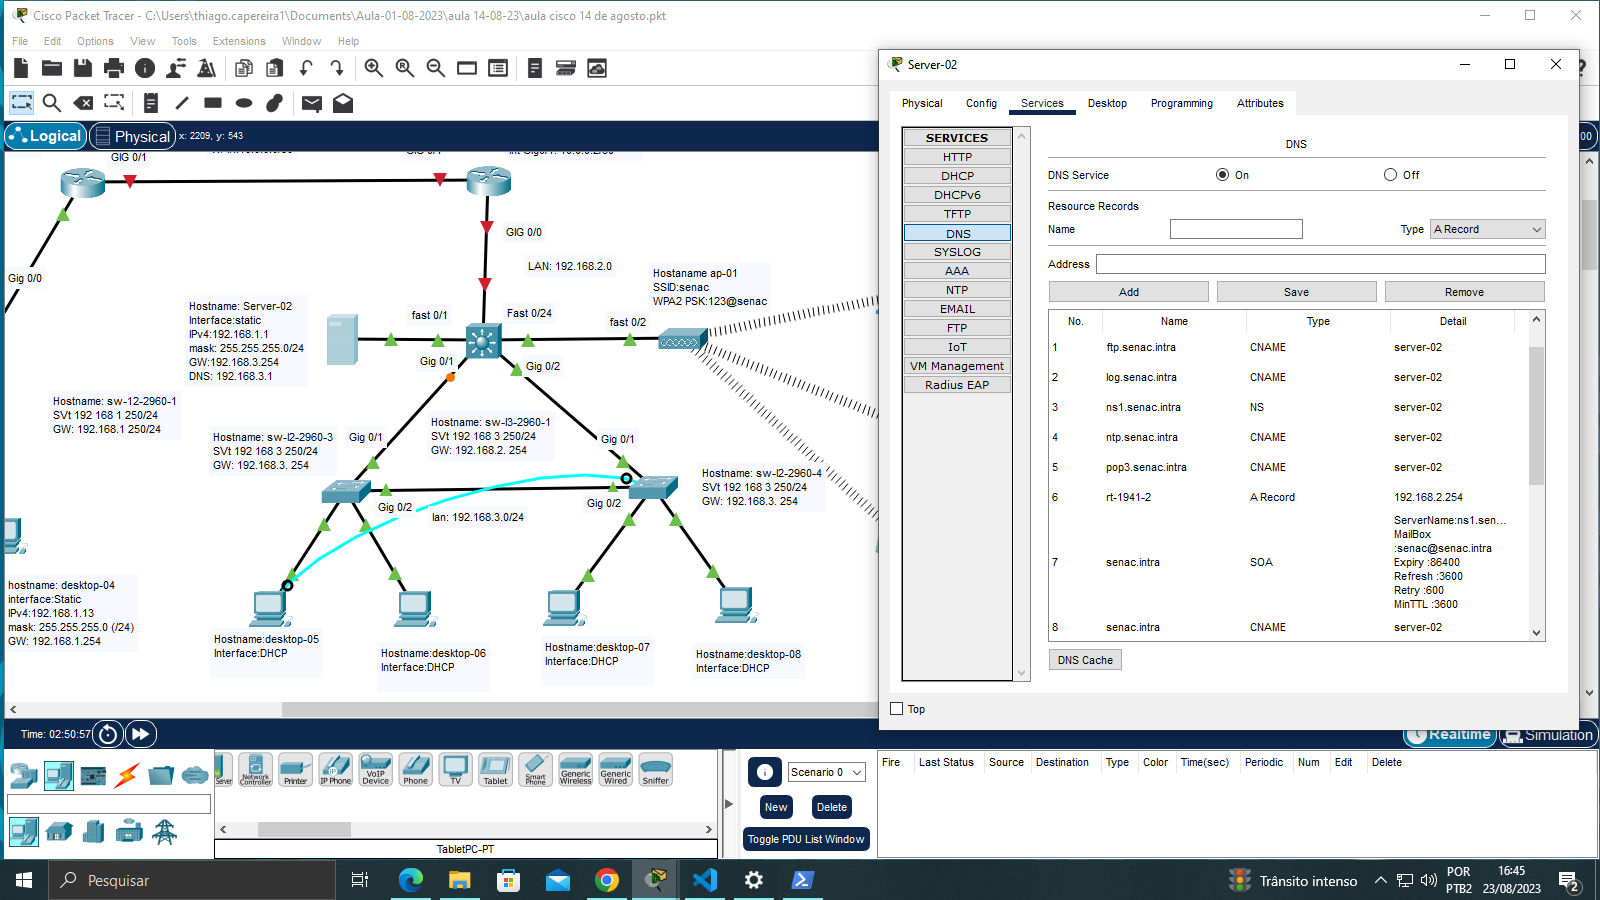 Cisco Packet Tracer - C:\Users\thiago.capereira1\Documents\Aula-01-08-2023\aula 14-08-23\aula cisco 14 de agosto.pkt
File Edit Options View Tools Extensions Window Help
Logical Physical x: 2209, y: 543
GIG 0/1
GIG 0/0
Gig 0/0
LAN: 192.168.2.0
Hostaname ap-01
SSID:senac
WPA2 PSK:123@senac
Hostname: Server-02
Interface:static
IPv4:192.168.1.1
mask: 255.255.255.0/24
GW:192.168.3.254
DNS: 192.168.3.1
fast 0/1
Fast 0/24
fast 0/2
Gig 0/1
Gig 0/2
Hostname: sw-12-2960-1
SVt 192 168 1 250/24
GW: 192.168.1 250/24
Hostname: sw-l2-2960-3
SVt 192 168 3 250/24
GW: 192.168.3. 254
Gig 0/1
Hostname: sw-l3-2960-1
SVt 192 168 3 250/24
GW: 192.168.2. 254
Gig 0/1
Hostname: sw-l2-2960-4
SVt 192 168 3 250/24
GW: 192.168.3. 254
Gig 0/2
lan: 192.168.3.0/24
Gig 0/2
hostname: desktop-04
interface:Static
IPv4:192.168.1.13
mask: 255.255.255.0 (/24)
GW: 192.168.1.254
Hostname:desktop-05
Interface:DHCP
Hostname:desktop-06
Interface:DHCP
Hostname:desktop-07
Interface:DHCP
Hostname:desktop-08
Interface:DHCP
Server-02
Physical Config Services Desktop Programming Attributes
SERVICES
HTTP
DHCP
DHCPv6
TFTP
DNS
SYSLOG
AAA
NTP
EMAIL
FTP
IoT
VM Management
Radius EAP
DNS
DNS Service On Off
Resource Records
Name Type A Record
Address
Add Save Remove
No. Name Type Detail
1 ftp.senac.intra CNAME server-02
2 log.senac.intra CNAME server-02
3 ns1.senac.intra NS server-02
4 ntp.senac.intra CNAME server-02
5 pop3.senac.intra CNAME server-02
6 rt-1941-2 A Record 192.168.2.254
7 senac.intra SOA ServerName:ns1.sen...
MailBox
:senac@senac.intra
Expiry :86400
Refresh :3600
Retry :600
MinTTL :3600
8 senac.intra CNAME server-02
DNS Cache
Top
Time: 02:50:57
Realtime Simulation
Server
Network Controller
Printer
IP Phone
VoIP Device
Phone
TV
Tablet
Smart Phone
Generic Wireless
Generic Wired
Sniffer
TabletPC-PT
Scenario 0
New Delete
Toggle PDU List Window
Fire Last Status Source Destination Type Color Time(sec) Periodic Num Edit Delete
Pesquisar
Trânsito intenso
POR
PTB2
16:45
23/08/2023
2